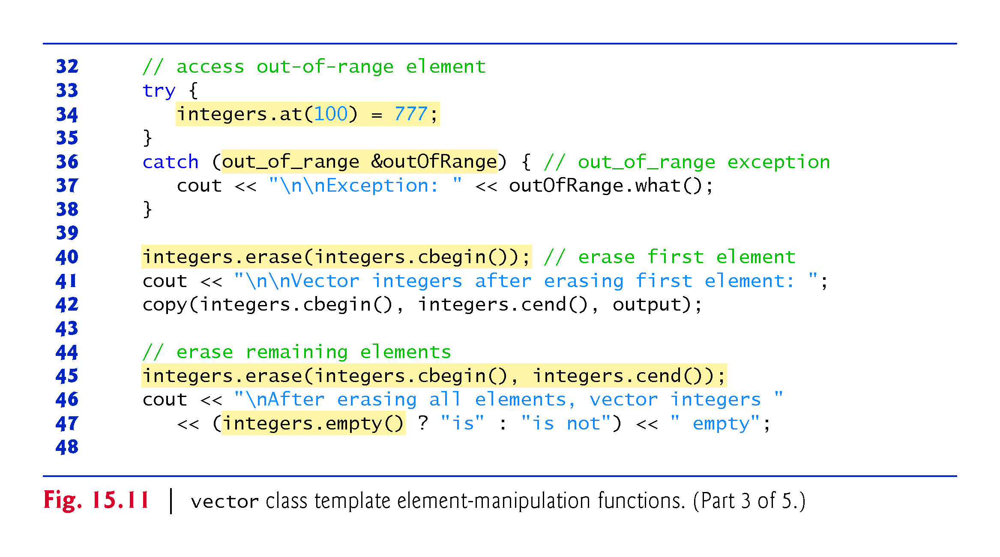 32 // access out-of-range element
33 try {
34 integers.at(100) = 777;
35 }
36 catch (out_of_range &outOfRange) { // out_of_range exception
37 cout << "\n\nException: " << outOfRange.what();
38 }
39
40 integers.erase(integers.cbegin()); // erase first element
41 cout << "\n\nVector integers after erasing first element: ";
42 copy(integers.cbegin(), integers.cend(), output);
43
44 // erase remaining elements
45 integers.erase(integers.cbegin(), integers.cend());
46 cout << "\nAfter erasing all elements, vector integers "
47 << (integers.empty() ? "is" : "is not") << " empty";
48
Fig. 15.11 | vector class template element-manipulation functions. (Part 3 of 5.)